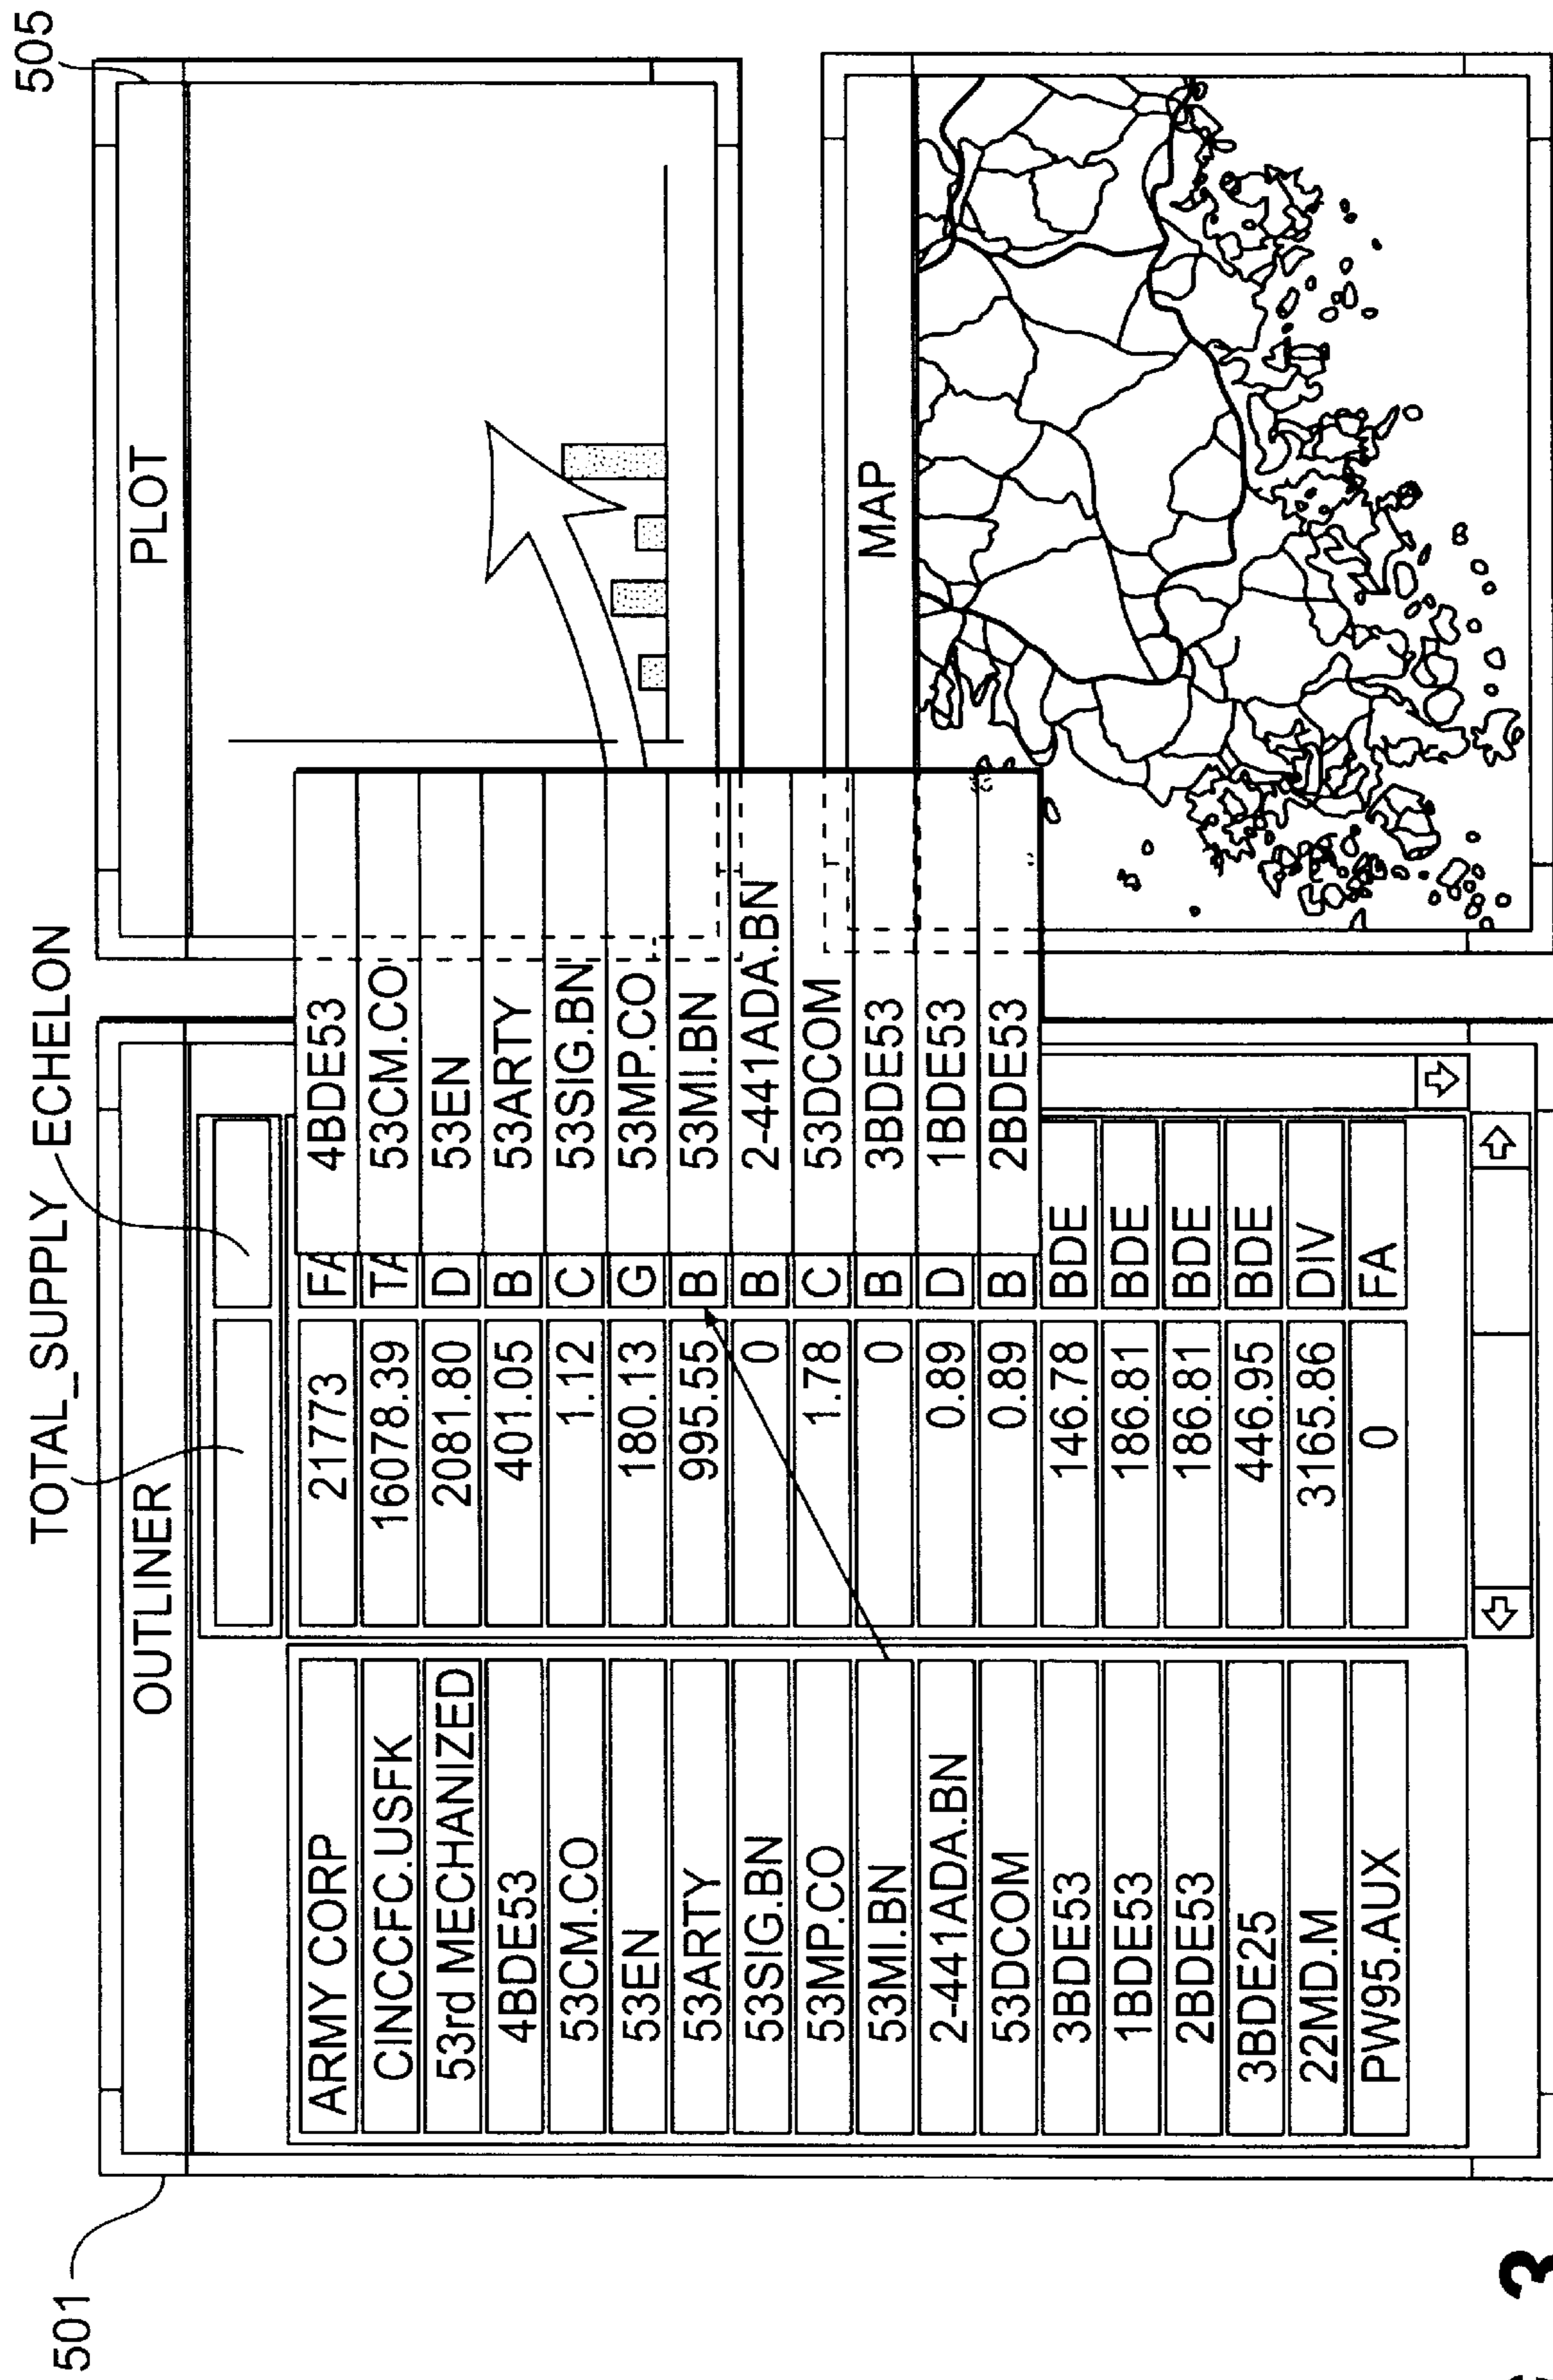 501
505
TOTAL_SUPPLY
ECHELON
OUTLINER
ARMY CORP 21773 FA
CINCCFC.USFK 16078.39 TA
53rd MECHANIZED 2081.80 D
4BDE53 401.05 B
53CM.CO 1.12 C
53EN 180.13 G
53ARTY 995.55 B
53SIG.BN 0 B
53MP.CO 1.78 C
53MI.BN 0 B
2-441ADA.BN 0.89 D
53DCOM 0.89 B
3BDE53 146.78 BDE
1BDE53 186.81 BDE
2BDE53 186.81 BDE
3BDE25 446.95 BDE
22MD.M 3165.86 DIV
PW95.AUX 0 FA
4BDE53
53CM.CO
53EN
53ARTY
53SIG.BN
53MP.CO
53MI.BN
2-441ADA.BN
53DCOM
3BDE53
1BDE53
2BDE53
PLOT
MAP
3